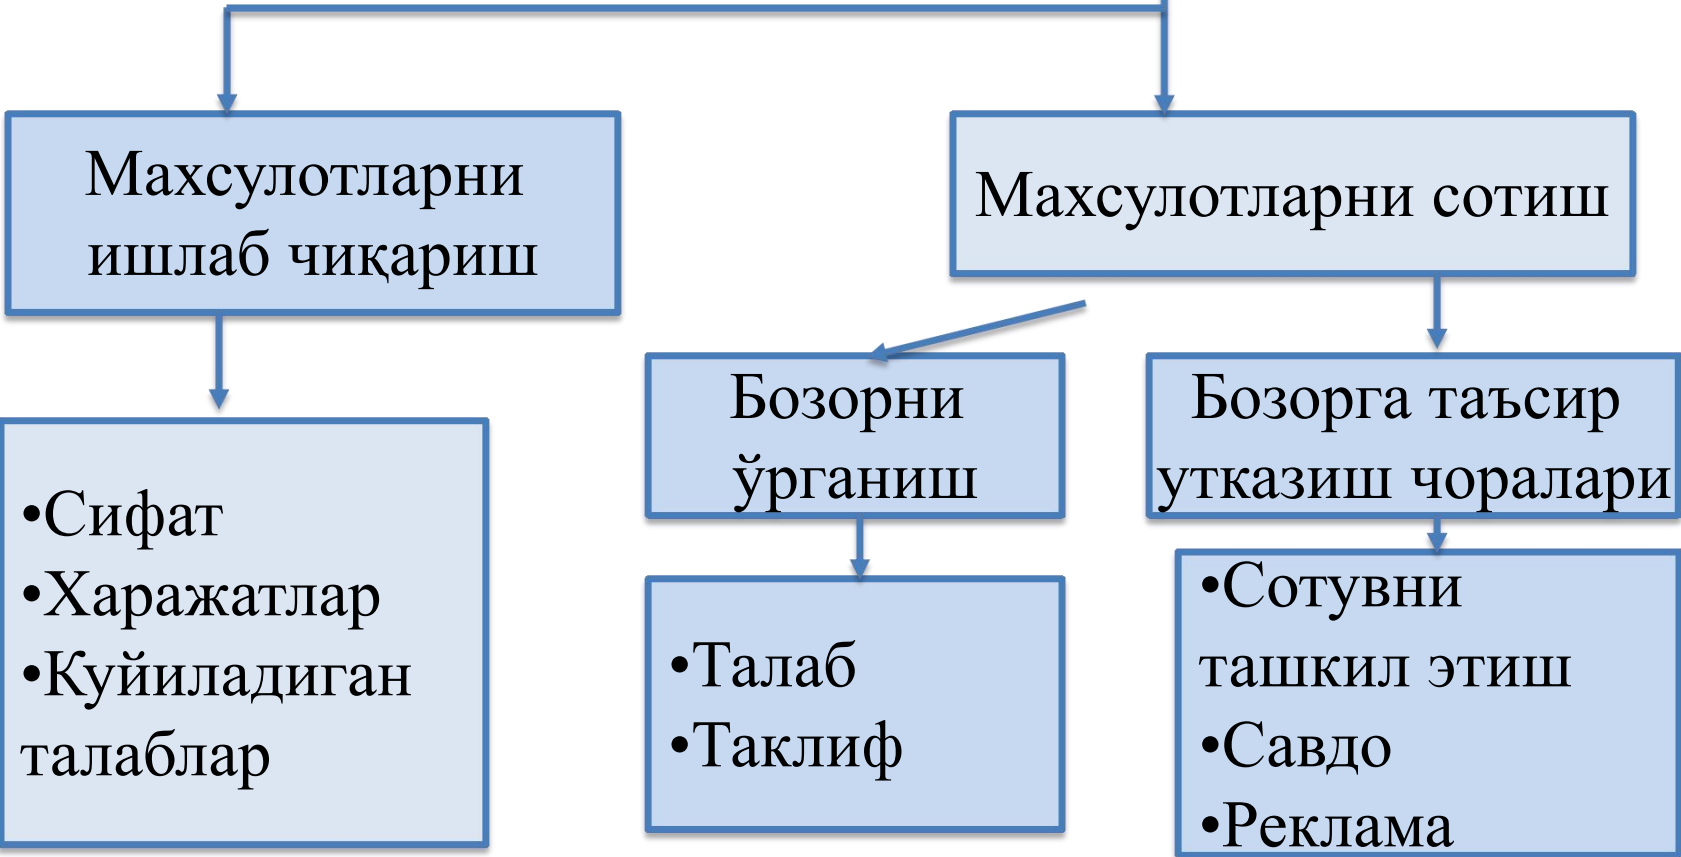 Махсулотларни
ишлаб чиқариш
Махсулотларни сотиш
•Сифат
•Харажатлар
•Куйиладиган
талаблар
Бозорни
ўрганиш
Бозорга таъсир
утказиш чоралари
•Талаб
•Таклиф
•Сотувни
ташкил этиш
•Савдо
•Реклама